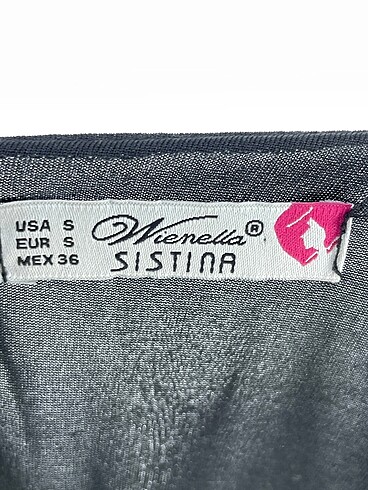 USA S
EUR S
MEX 36
Wienella®
SISTINA